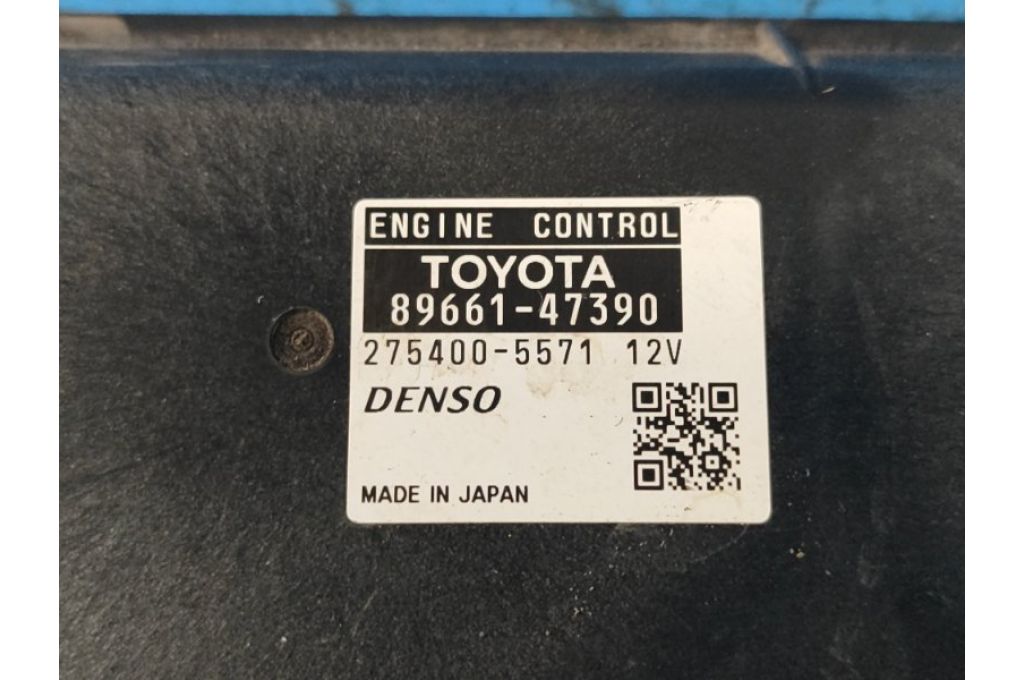 ENGINE CONTROL
TOYOTA
89661-47390
275400-5571 12V
DENSO
MADE IN JAPAN